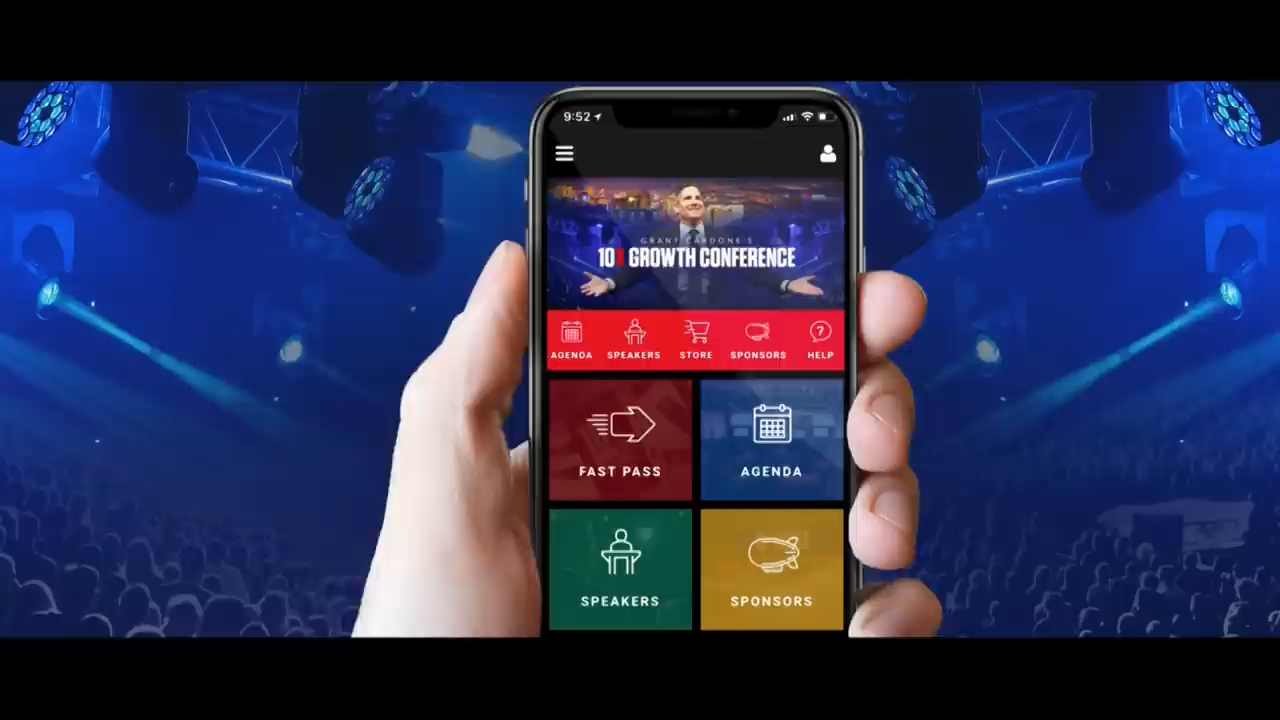 9:52
GRANT CARDONE'S
10X GROWTH CONFERENCE
AGENDA SPEAKERS STORE SPONSORS HELP
FAST PASS AGENDA
SPEAKERS SPONSORS